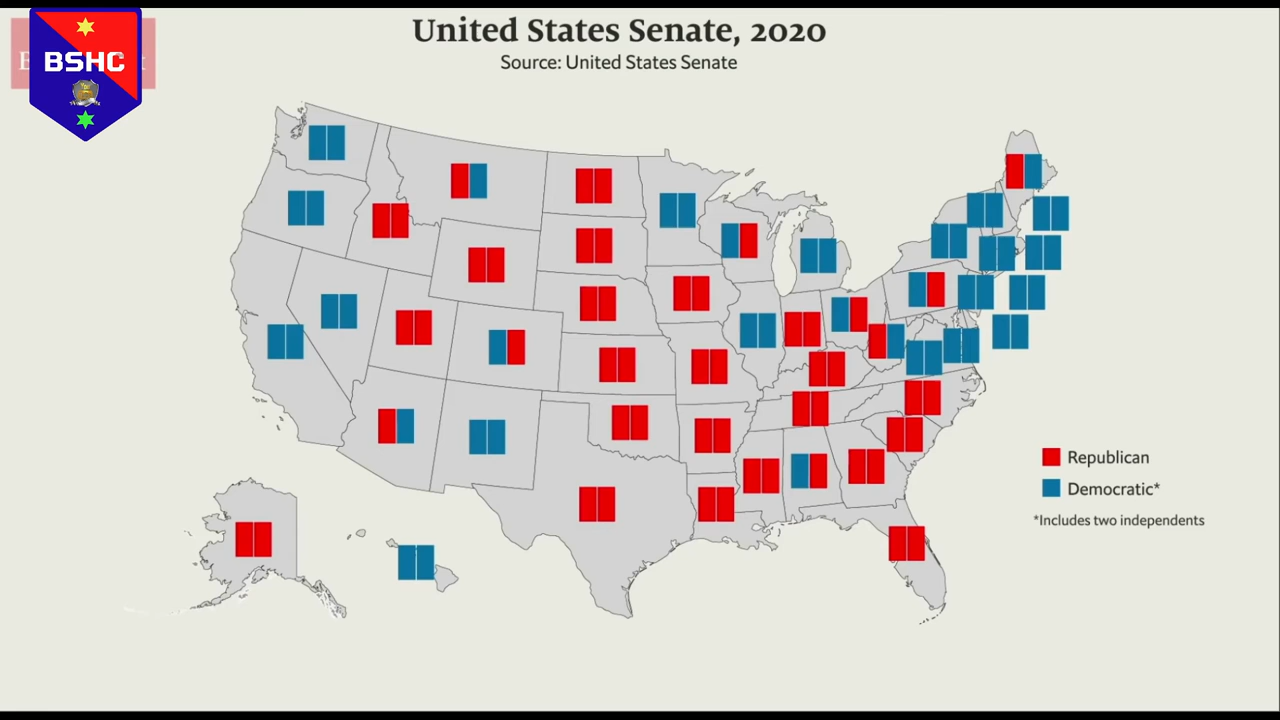 BSHC
United States Senate, 2020
Source: United States Senate
Republican
Democratic*
*Includes two independents